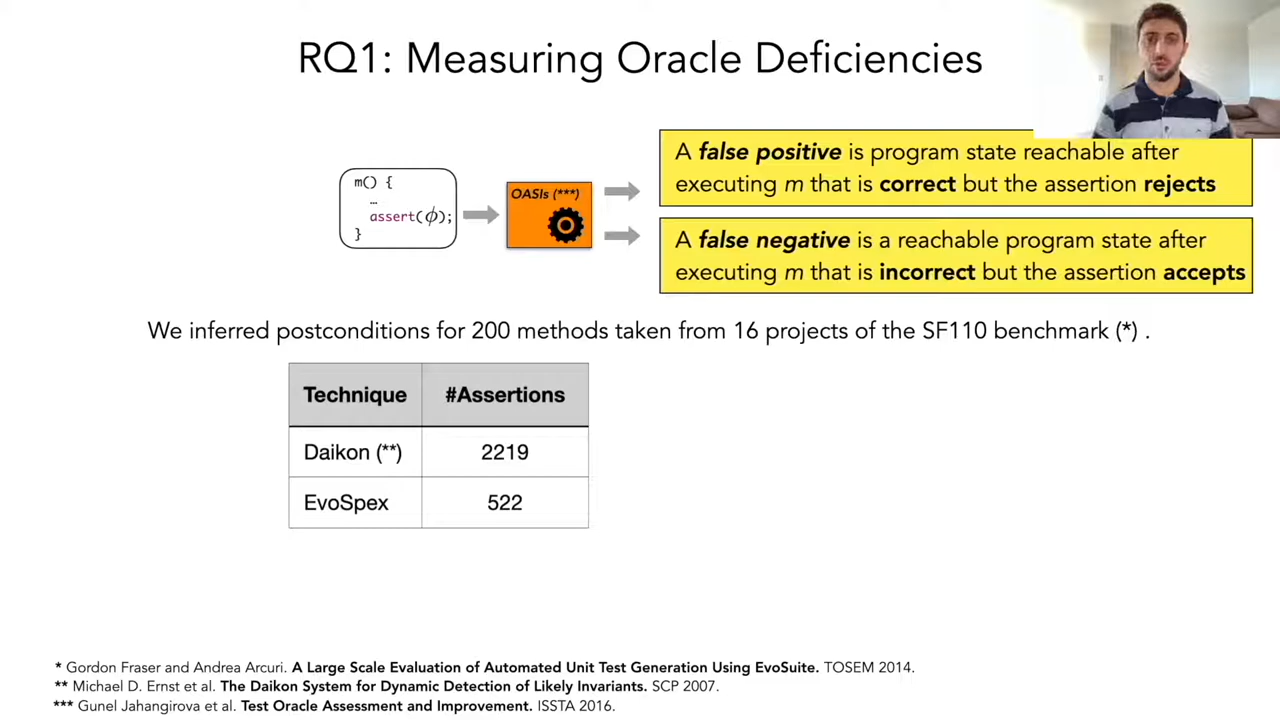 RQ1: Measuring Oracle Deficiencies
m() {
…
assert(ϕ);
}
OASIs (***)
A false positive is program state reachable after
executing m that is correct but the assertion rejects
A false negative is a reachable program state after
executing m that is incorrect but the assertion accepts
We inferred postconditions for 200 methods taken from 16 projects of the SF110 benchmark (*) .
Technique #Assertions
Daikon (**) 2219
EvoSpex 522
* Gordon Fraser and Andrea Arcuri. A Large Scale Evaluation of Automated Unit Test Generation Using EvoSuite. TOSEM 2014.
** Michael D. Ernst et al. The Daikon System for Dynamic Detection of Likely Invariants. SCP 2007.
*** Gunel Jahangirova et al. Test Oracle Assessment and Improvement. ISSTA 2016.